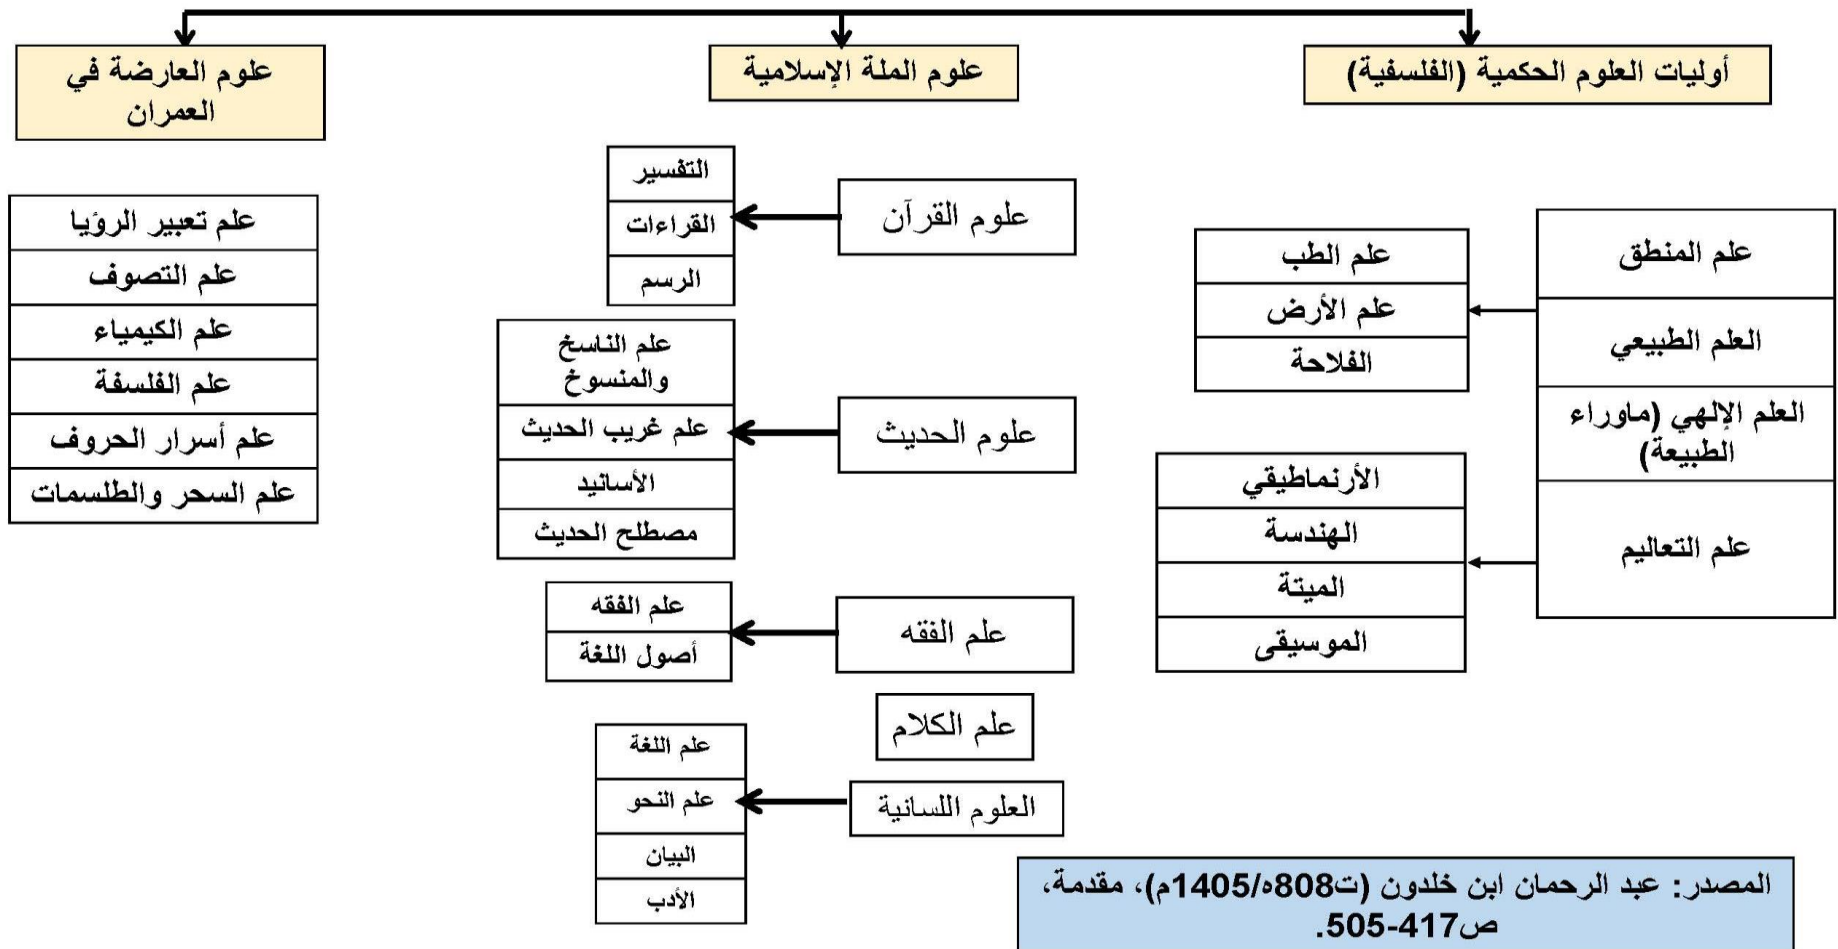 أوليات العلوم الحكمية (الفلسفية)
علم المنطق
العلم الطبيعي
العلم الإلهي (ماوراء
الطبيعة)
علم التعاليم
علم الطب
علم الأرض
الفلاحة
الأرنماطيقي
الهندسة
الميتة
الموسيقى
علوم الملة الإسلامية
علوم القرآن
التفسير
القراءات
الرسم
علوم الحديث
علم الناسخ
والمنسوخ
علم غريب الحديث
الأسانيد
مصطلح الحديث
علم الفقه
علم الفقه
أصول اللغة
علم الكلام
العلوم اللسانية
علم اللغة
علم النحو
البيان
الأدب
علوم العارضة في
العمران
علم تعبير الرؤيا
علم التصوف
علم الكيمياء
علم الفلسفة
علم أسرار الحروف
علم السحر والطلسمات
المصدر: عبد الرحمان ابن خلدون (ت808ه/1405م)، مقدمة،
ص417-505.